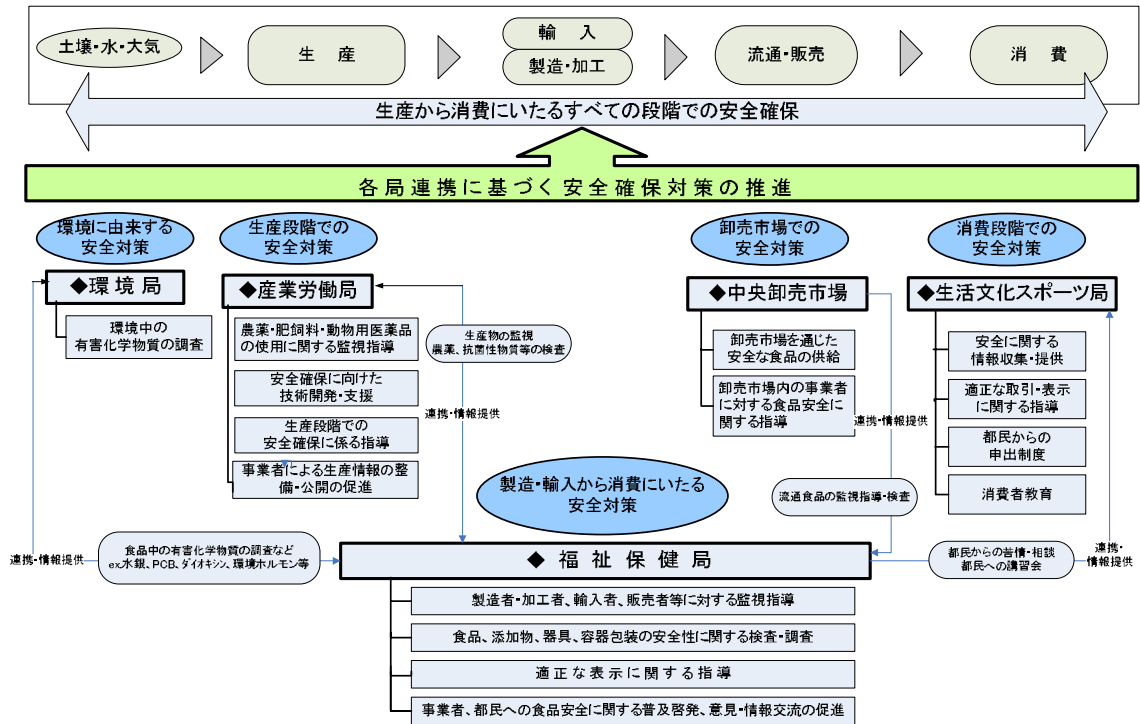 土壌・水・大気
生　産
輸　入
製造・加工
流通・販売
消　費
生産から消費にいたるすべての段階での安全確保
各局連携に基づく安全確保対策の推進
環境に由来する
安全対策
生産段階での
安全対策
卸売市場での
安全対策
消費段階での
安全対策
◆環境局
環境中の
有害化学物質の調査
◆産業労働局
農薬・肥飼料・動物用医薬品
の使用に関する監視指導
安全確保に向けた
技術開発・支援
生産段階での
安全確保に係る指導
事業者による生産情報の整
備・公開の促進
生産物の監視
農薬、抗菌性物質等の検査
連携・情報提供
◆中央卸売市場
卸売市場を通じた
安全な食品の供給
卸売市場内の事業者
に対する食品安全に
関する指導
連携・情報提供
流通食品の監視指導・検査
◆生活文化スポーツ局
安全に関する
情報収集・提供
適正な取引・表示
に関する指導
都民からの
申出制度
消費者教育
製造・輸入から消費にいたる
安全対策
連携・情報提供
食品中の有害化学物質の調査など
ex.水銀、PCB、ダイオキシン、環境ホルモン等
◆ 福祉保健局
都民からの苦情・相談
都民への講習会
連携・
情報提供
製造者・加工者、輸入者、販売者等に対する監視指導
食品、添加物、器具、容器包装の安全性に関する検査・調査
適正な表示に関する指導
事業者、都民への食品安全に関する普及啓発、意見・情報交流の促進